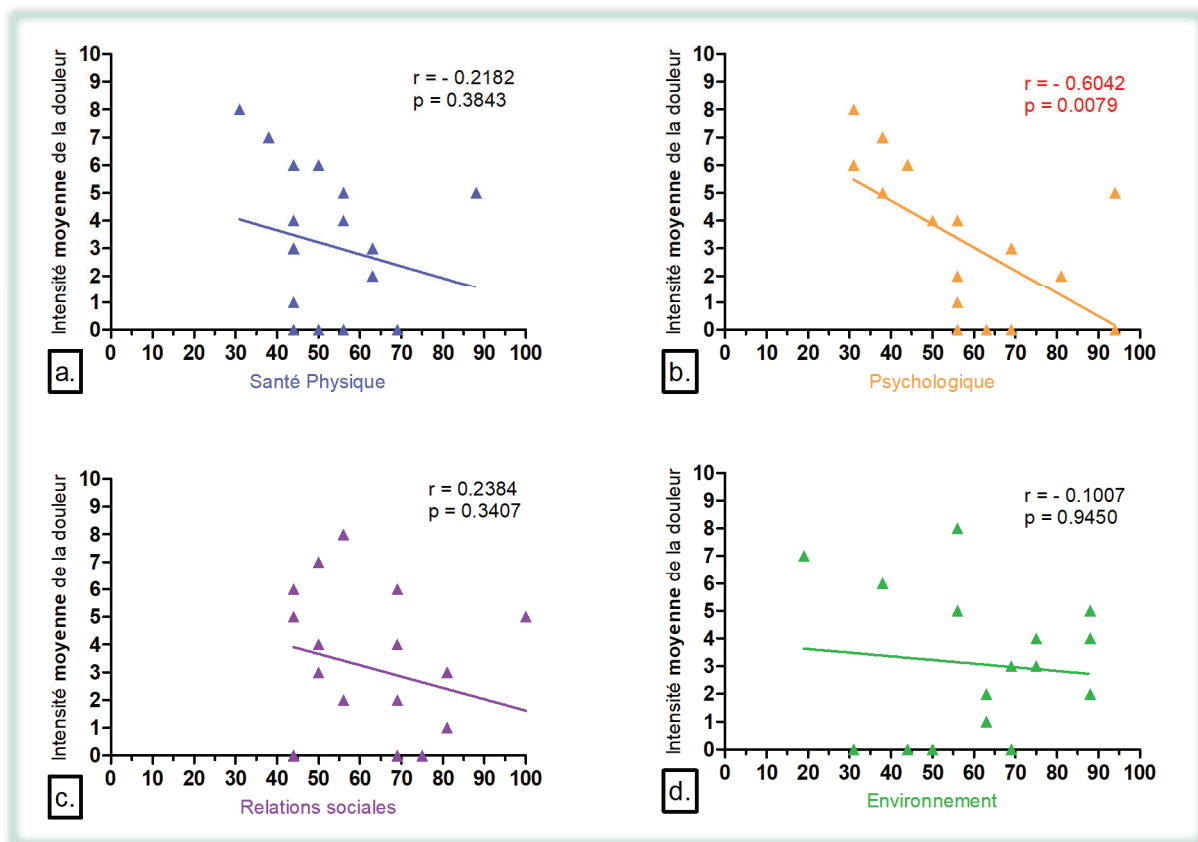 Intensité moyenne de la douleur
10
9
8
7
6
5
4
3
2
1
0
r = - 0.2182
p = 0.3843
0 10 20 30 40 50 60 70 80 90 100
a.
Santé Physique
Intensité moyenne de la douleur
10
9
8
7
6
5
4
3
2
1
0
r = - 0.6042
p = 0.0079
0 10 20 30 40 50 60 70 80 90 100
b.
Psychologique
Intensité moyenne de la douleur
10
9
8
7
6
5
4
3
2
1
0
r = 0.2384
p = 0.3407
0 10 20 30 40 50 60 70 80 90 100
c.
Relations sociales
Intensité moyenne de la douleur
10
9
8
7
6
5
4
3
2
1
0
r = - 0.1007
p = 0.9450
0 10 20 30 40 50 60 70 80 90 100
d.
Environnement